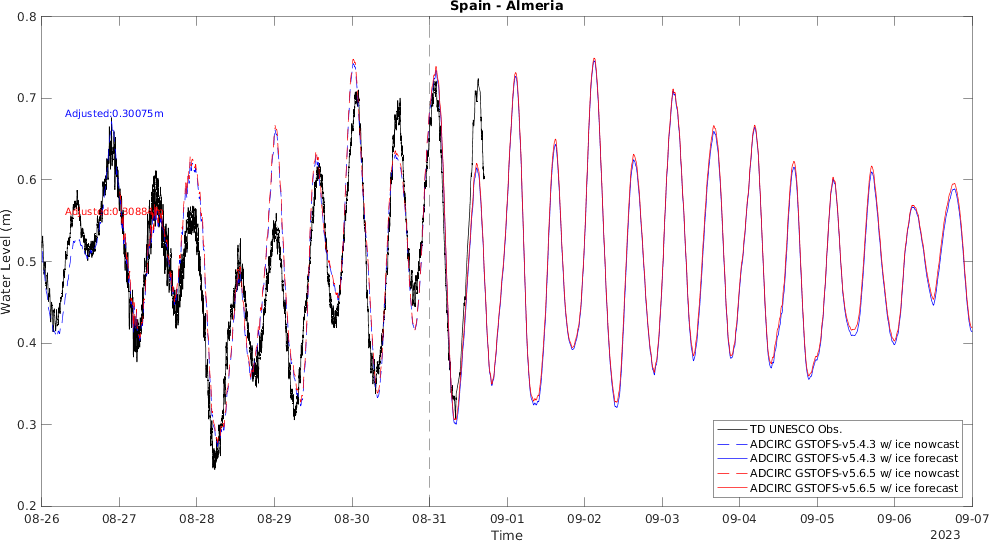 Spain - Almeria
0.8
0.7
0.6
0.5
0.4
0.3
0.2
Water Level (m)
Adjusted:0.30075m
TD UNESCO Obs.
ADCIRC GSTOFS-v5.4.3 w/ ice nowcast
ADCIRC GSTOFS-v5.4.3 w/ ice forecast
ADCIRC GSTOFS-v5.6.5 w/ ice nowcast
ADCIRC GSTOFS-v5.6.5 w/ ice forecast
08-26 08-27 08-28 08-29 08-30 08-31 09-01 09-02 09-03 09-04 09-05 09-06 09-07
Time
2023